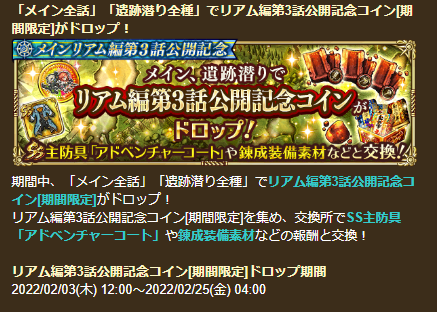 「メイン全話」「遺跡潜り全種」でリアム編第3話公開記念コイン[期
間限定]がドロップ！
メインリアム編第3話公開記念
メイン、遺跡潜りで
リアム編第3話公開記念コインが
ドロップ!
SS主防具「アドベンチャーコート」や錬成装備素材などと交換!
期間中、「メイン全話」「遺跡潜り全種」でリアム編第3話公開記念コ
イン[期間限定]がドロップ！
リアム編第3話公開記念コイン[期間限定]を集め、交換所でSS主防具
「アドベンチャーコート」や錬成装備素材などの報酬と交換！
リアム編第3話公開記念コイン[期間限定]ドロップ期間
2022/02/03(木) 12:00～2022/02/25(金) 04:00